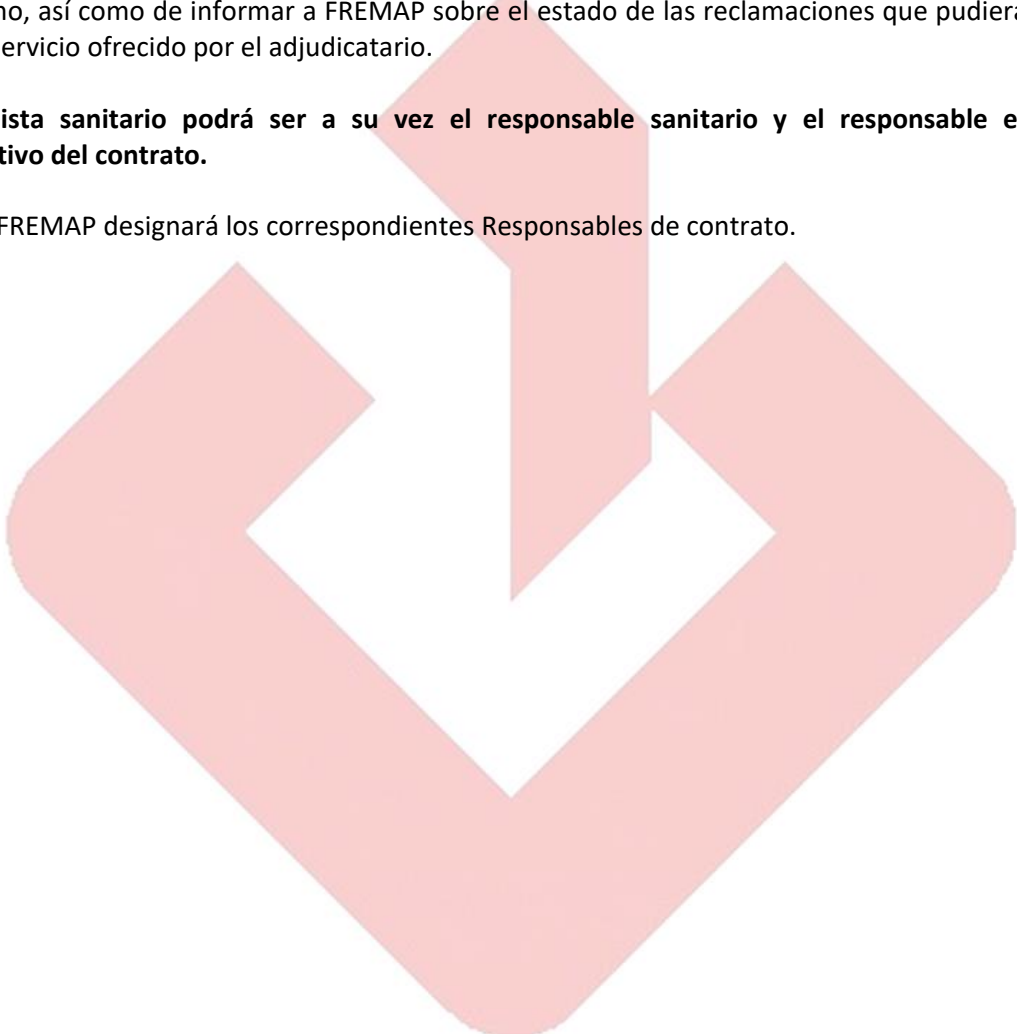 no, así como de informar a FREMAP sobre el estado de las reclamaciones que pudiera
ervicio ofrecido por el adjudicatario.
ista sanitario podrá ser a su vez el responsable sanitario y el responsable e
tivo del contrato.
FREMAP designará los correspondientes Responsables de contrato.